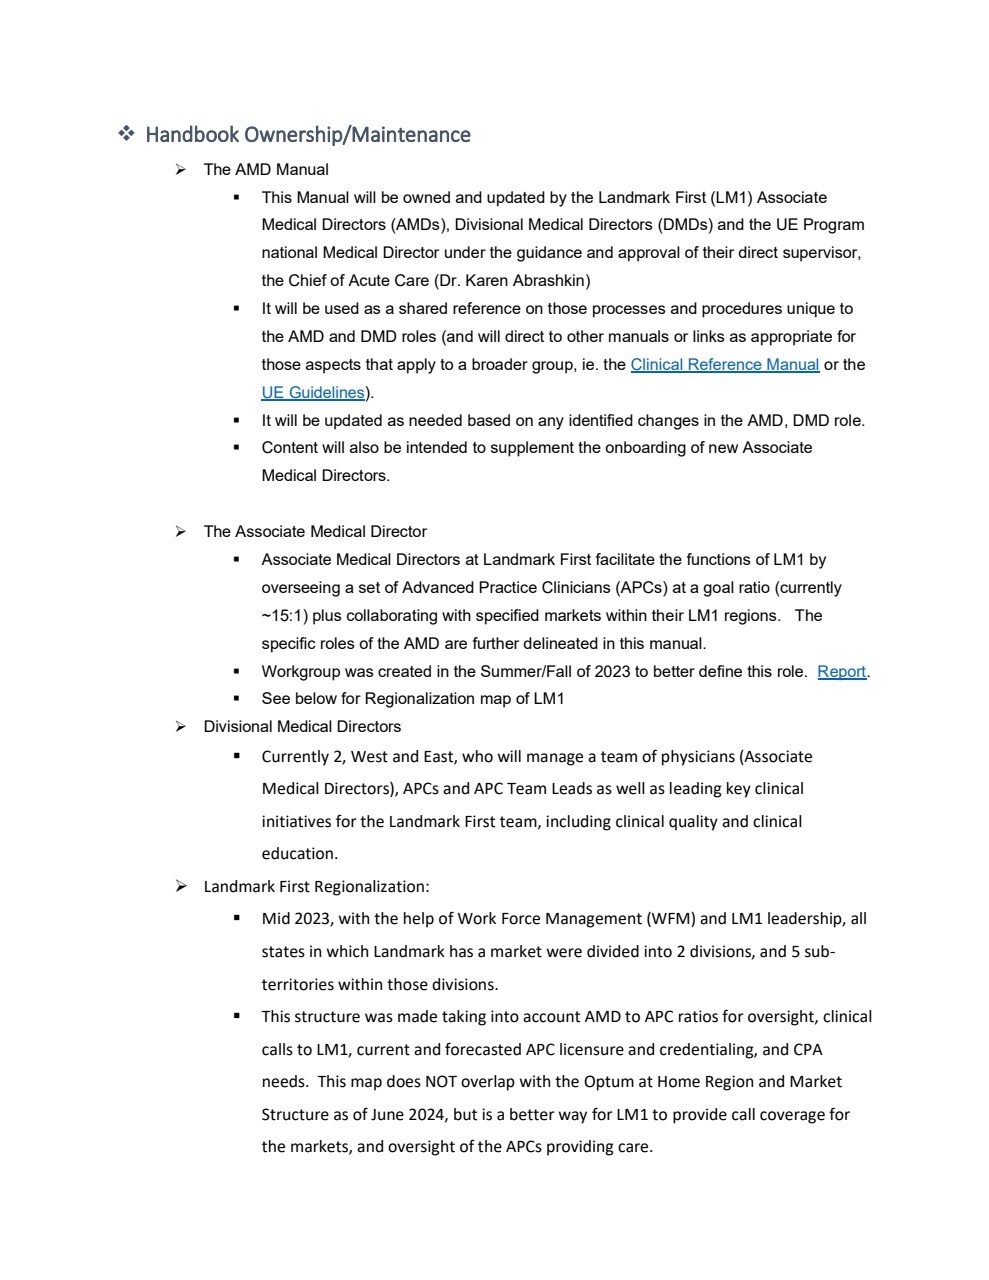 ❖ Handbook Ownership/Maintenance
➢ The AMD Manual
▪ This Manual will be owned and updated by the Landmark First (LM1) Associate
Medical Directors (AMDs), Divisional Medical Directors (DMDs) and the UE Program
national Medical Director under the guidance and approval of their direct supervisor,
the Chief of Acute Care (Dr. Karen Abrashkin)
▪ It will be used as a shared reference on those processes and procedures unique to
the AMD and DMD roles (and will direct to other manuals or links as appropriate for
those aspects that apply to a broader group, ie. the Clinical Reference Manual or the
UE Guidelines).
▪ It will be updated as needed based on any identified changes in the AMD, DMD role.
▪ Content will also be intended to supplement the onboarding of new Associate
Medical Directors.
➢ The Associate Medical Director
▪ Associate Medical Directors at Landmark First facilitate the functions of LM1 by
overseeing a set of Advanced Practice Clinicians (APCs) at a goal ratio (currently
~15:1) plus collaborating with specified markets within their LM1 regions. The
specific roles of the AMD are further delineated in this manual.
▪ Workgroup was created in the Summer/Fall of 2023 to better define this role. Report.
▪ See below for Regionalization map of LM1
➢ Divisional Medical Directors
▪ Currently 2, West and East, who will manage a team of physicians (Associate
Medical Directors), APCs and APC Team Leads as well as leading key clinical
initiatives for the Landmark First team, including clinical quality and clinical
education.
➢ Landmark First Regionalization:
▪ Mid 2023, with the help of Work Force Management (WFM) and LM1 leadership, all
states in which Landmark has a market were divided into 2 divisions, and 5 sub-
territories within those divisions.
▪ This structure was made taking into account AMD to APC ratios for oversight, clinical
calls to LM1, current and forecasted APC licensure and credentialing, and CPA
needs. This map does NOT overlap with the Optum at Home Region and Market
Structure as of June 2024, but is a better way for LM1 to provide call coverage for
the markets, and oversight of the APCs providing care.